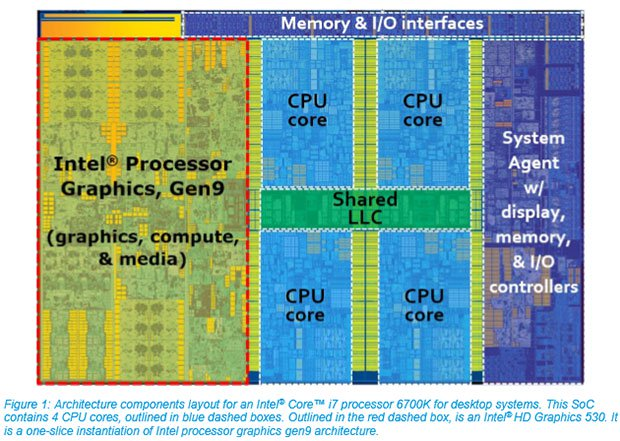 Memory & I/O interfaces
CPU
core
CPU
core
Intel® Processor
Graphics, Gen9
(graphics, compute,
& media)
Shared
LLC
System
Agent
w/
display,
memory,
& I/O
controllers
CPU
core
CPU
core
Figure 1: Architecture components layout for an Intel® Core™ i7 processor 6700K for desktop systems. This SoC
contains 4 CPU cores, outlined in blue dashed boxes. Outlined in the red dashed box, is an Intel® HD Graphics 530. It
is a one-slice instantiation of Intel processor graphics gen9 architecture.